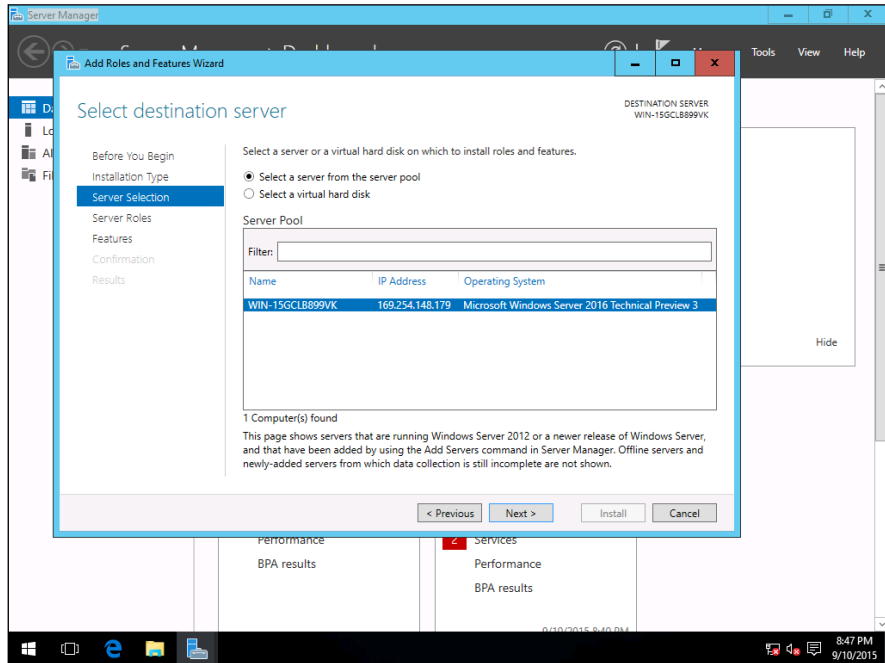 Server Manager
Tools View Help
Add Roles and Features Wizard
Select destination server
DESTINATION SERVER
WIN-15GCLB899VK
Before You Begin
Installation Type
Server Selection
Server Roles
Features
Confirmation
Results
Select a server or a virtual hard disk on which to install roles and features.
Select a server from the server pool
Select a virtual hard disk
Server Pool
Filter:
Name IP Address Operating System
WIN-15GCLB899VK 169.254.148.179 Microsoft Windows Server 2016 Technical Preview 3
1 Computer(s) found
This page shows servers that are running Windows Server 2012 or a newer release of Windows Server,
and that have been added by using the Add Servers command in Server Manager. Offline servers and
newly-added servers from which data collection is still incomplete are not shown.
< Previous Next > Install Cancel
Hide
Performance
BPA results
2 Services
Performance
BPA results
9/10/2015 8:40 PM
8:47 PM
9/10/2015